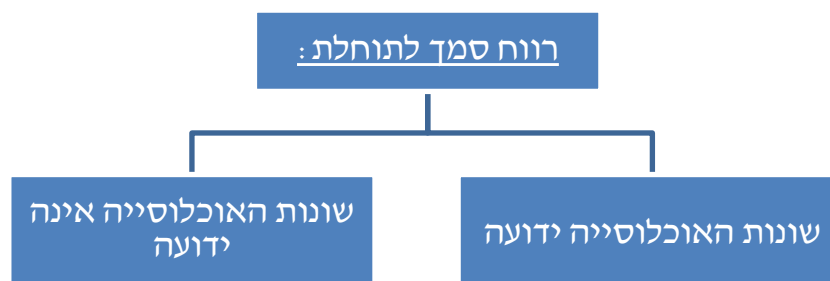 רווח סמך לתוחלת :
שונות האוכלוסייה ידועה
שונות האוכלוסייה אינה
ידועה